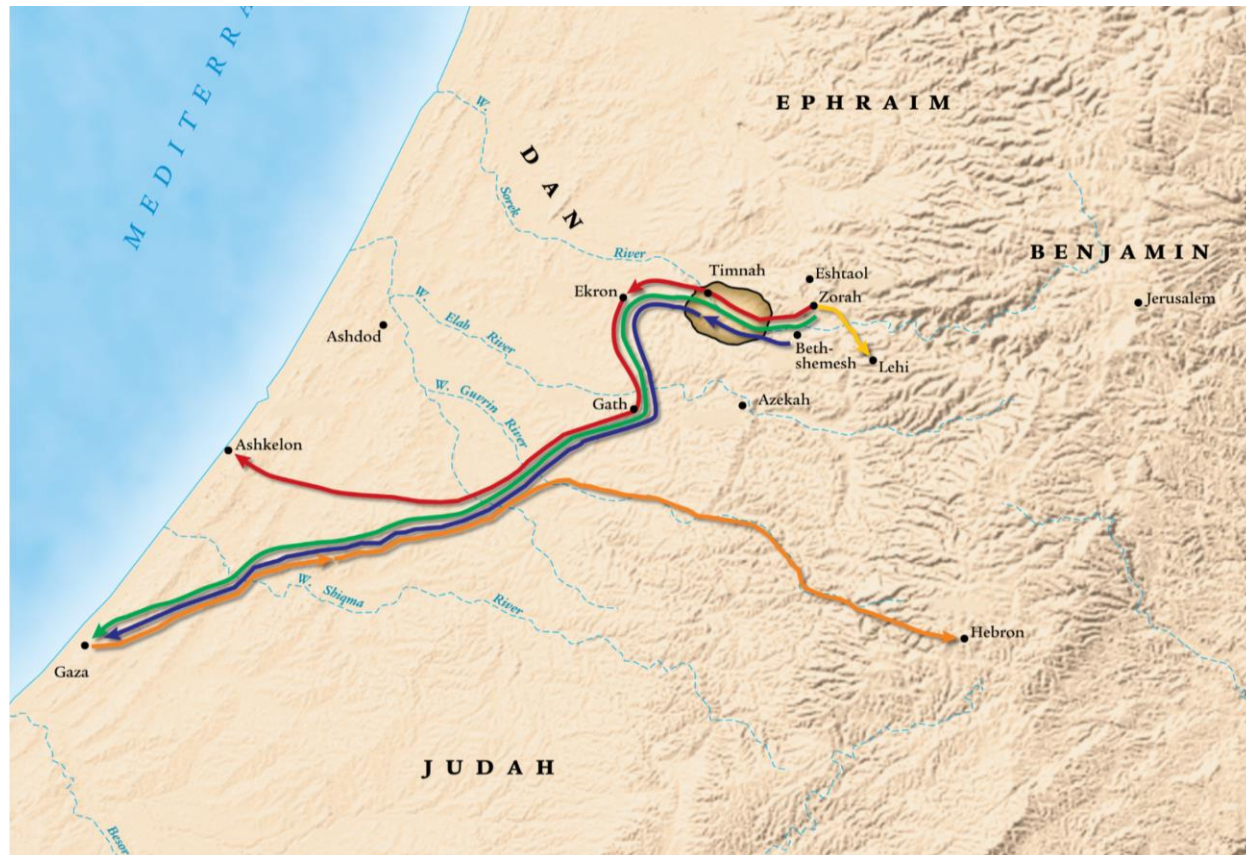 MEDITERRA
EPHRAIM
W.
Sorek
River
DAN
BENJAMIN
Timnah
Eshtaol
Ekron
Zorah
Jerusalem
W.
Elah
River
Ashdod
Beth-
shemesh
Lehi
W. Guvrin
River
Gath
Azekah
Ashkelon
W.
Shiqma
River
Hebron
Gaza
JUDAH
Besor